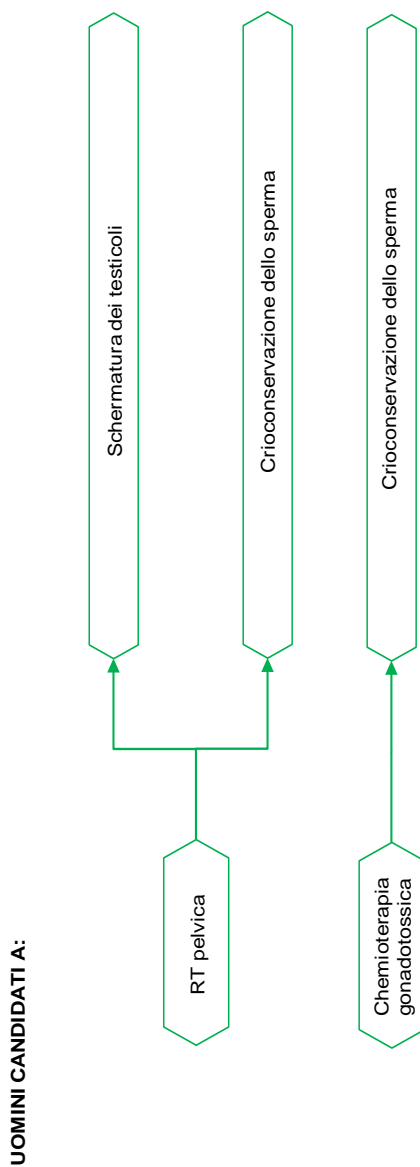 UOMINI CANDIDATI A:
RT pelvica
Schermatura dei testicoli
Crioconservazione dello sperma
Chemioterapia
gonadotossica
Crioconservazione dello sperma